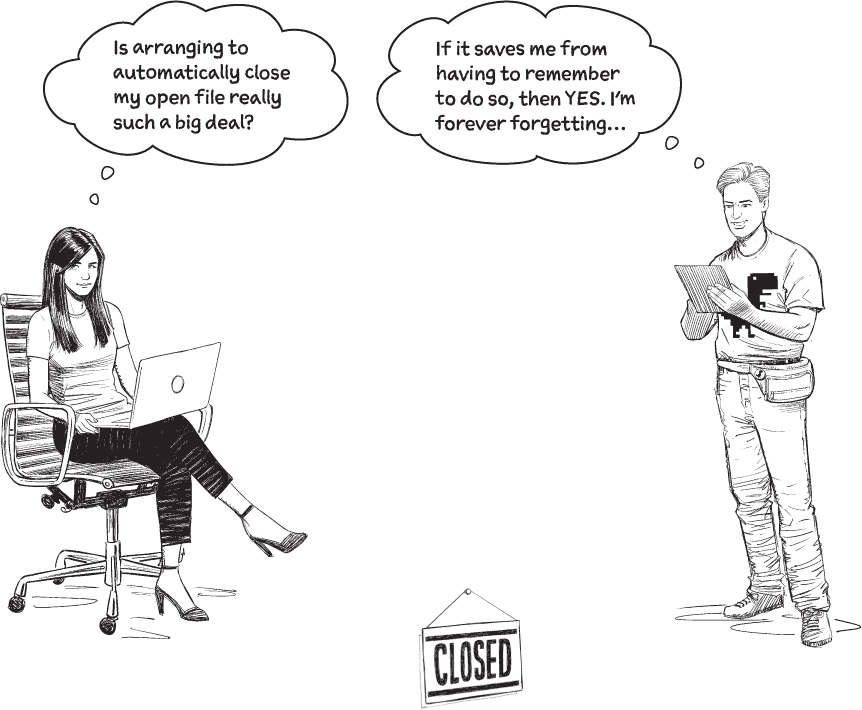 Is arranging to
automatically close
my open file really
such a big deal?
If it saves me from
having to remember
to do so, then YES. I'm
forever forgetting...
CLOSED